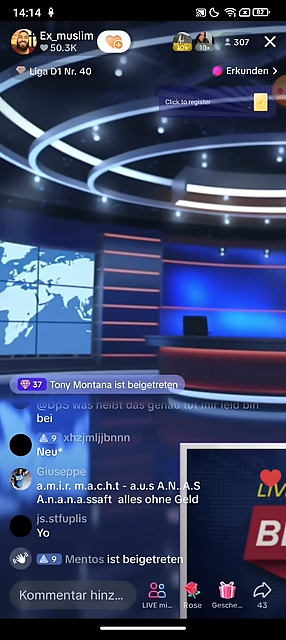 14:14
82
Ex_muslim
50.3K
10+
10+
307
Liga D1 Nr. 40
Erkunden >
Click to register
37 Tony Montana ist beigetreten
@DpS was heißt das genau tut mir leid bin
bei
9 xhzjmljjbnnn
Neu*
Giuseppe
a.m.i.r. m.a.c.h.t - a.u.s A.N..A.S
A.n.a.n.a.ssaft alles ohne Geld
js.stfuplis
Yo
9 Mentos ist beigetreten
LIV
Kommentar hinz...
LIVE mi...
Rose
Gesche...
43